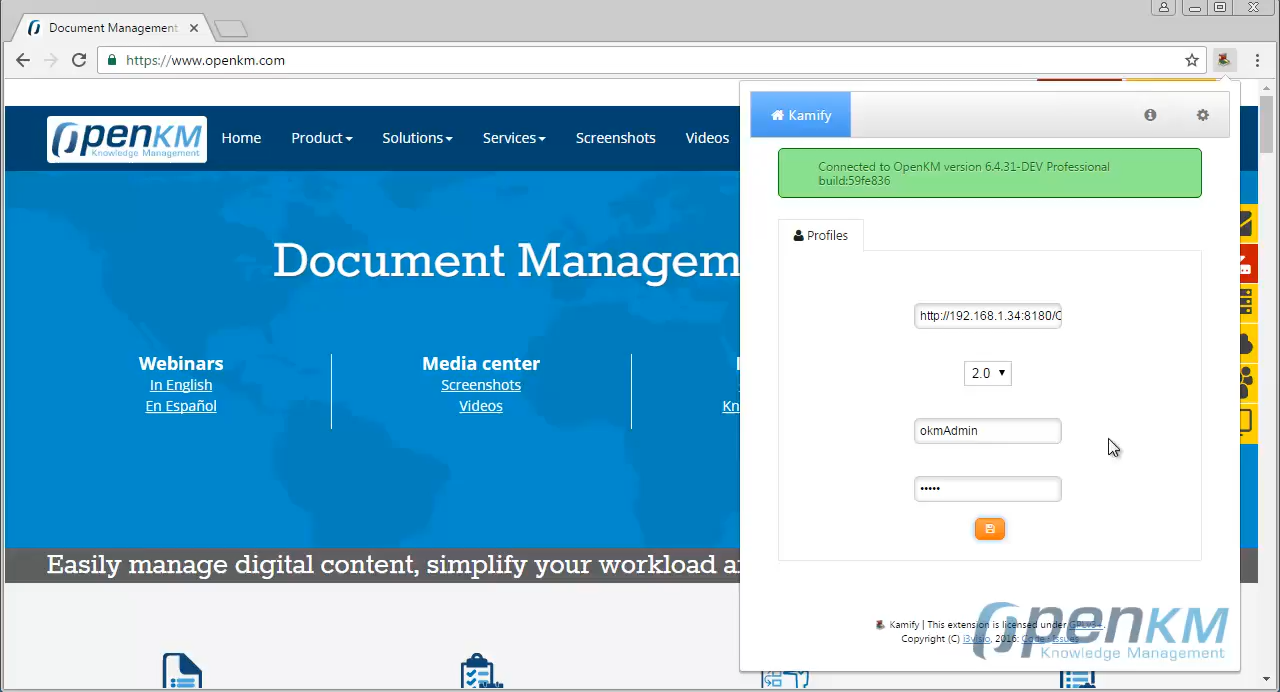 Document Management
https://www.openkm.com
OpenKM
Knowledge Management
Home
Product
Solutions
Services
Screenshots
Videos
Kamify
Connected to OpenKM version 6.4.31-DEV Professional
build:59fe836
Profiles
http://192.168.1.34:8180/
2.0
okmAdmin
•••••
Document Managem
Webinars
In English
En Español
Media center
Screenshots
Videos
Kn
Easily manage digital content, simplify your workload
Kamify | This extension is licensed under GPLv3+.
Copyright (C) i3visio, 2016: Code | Issues
OpenKM
Knowledge Management